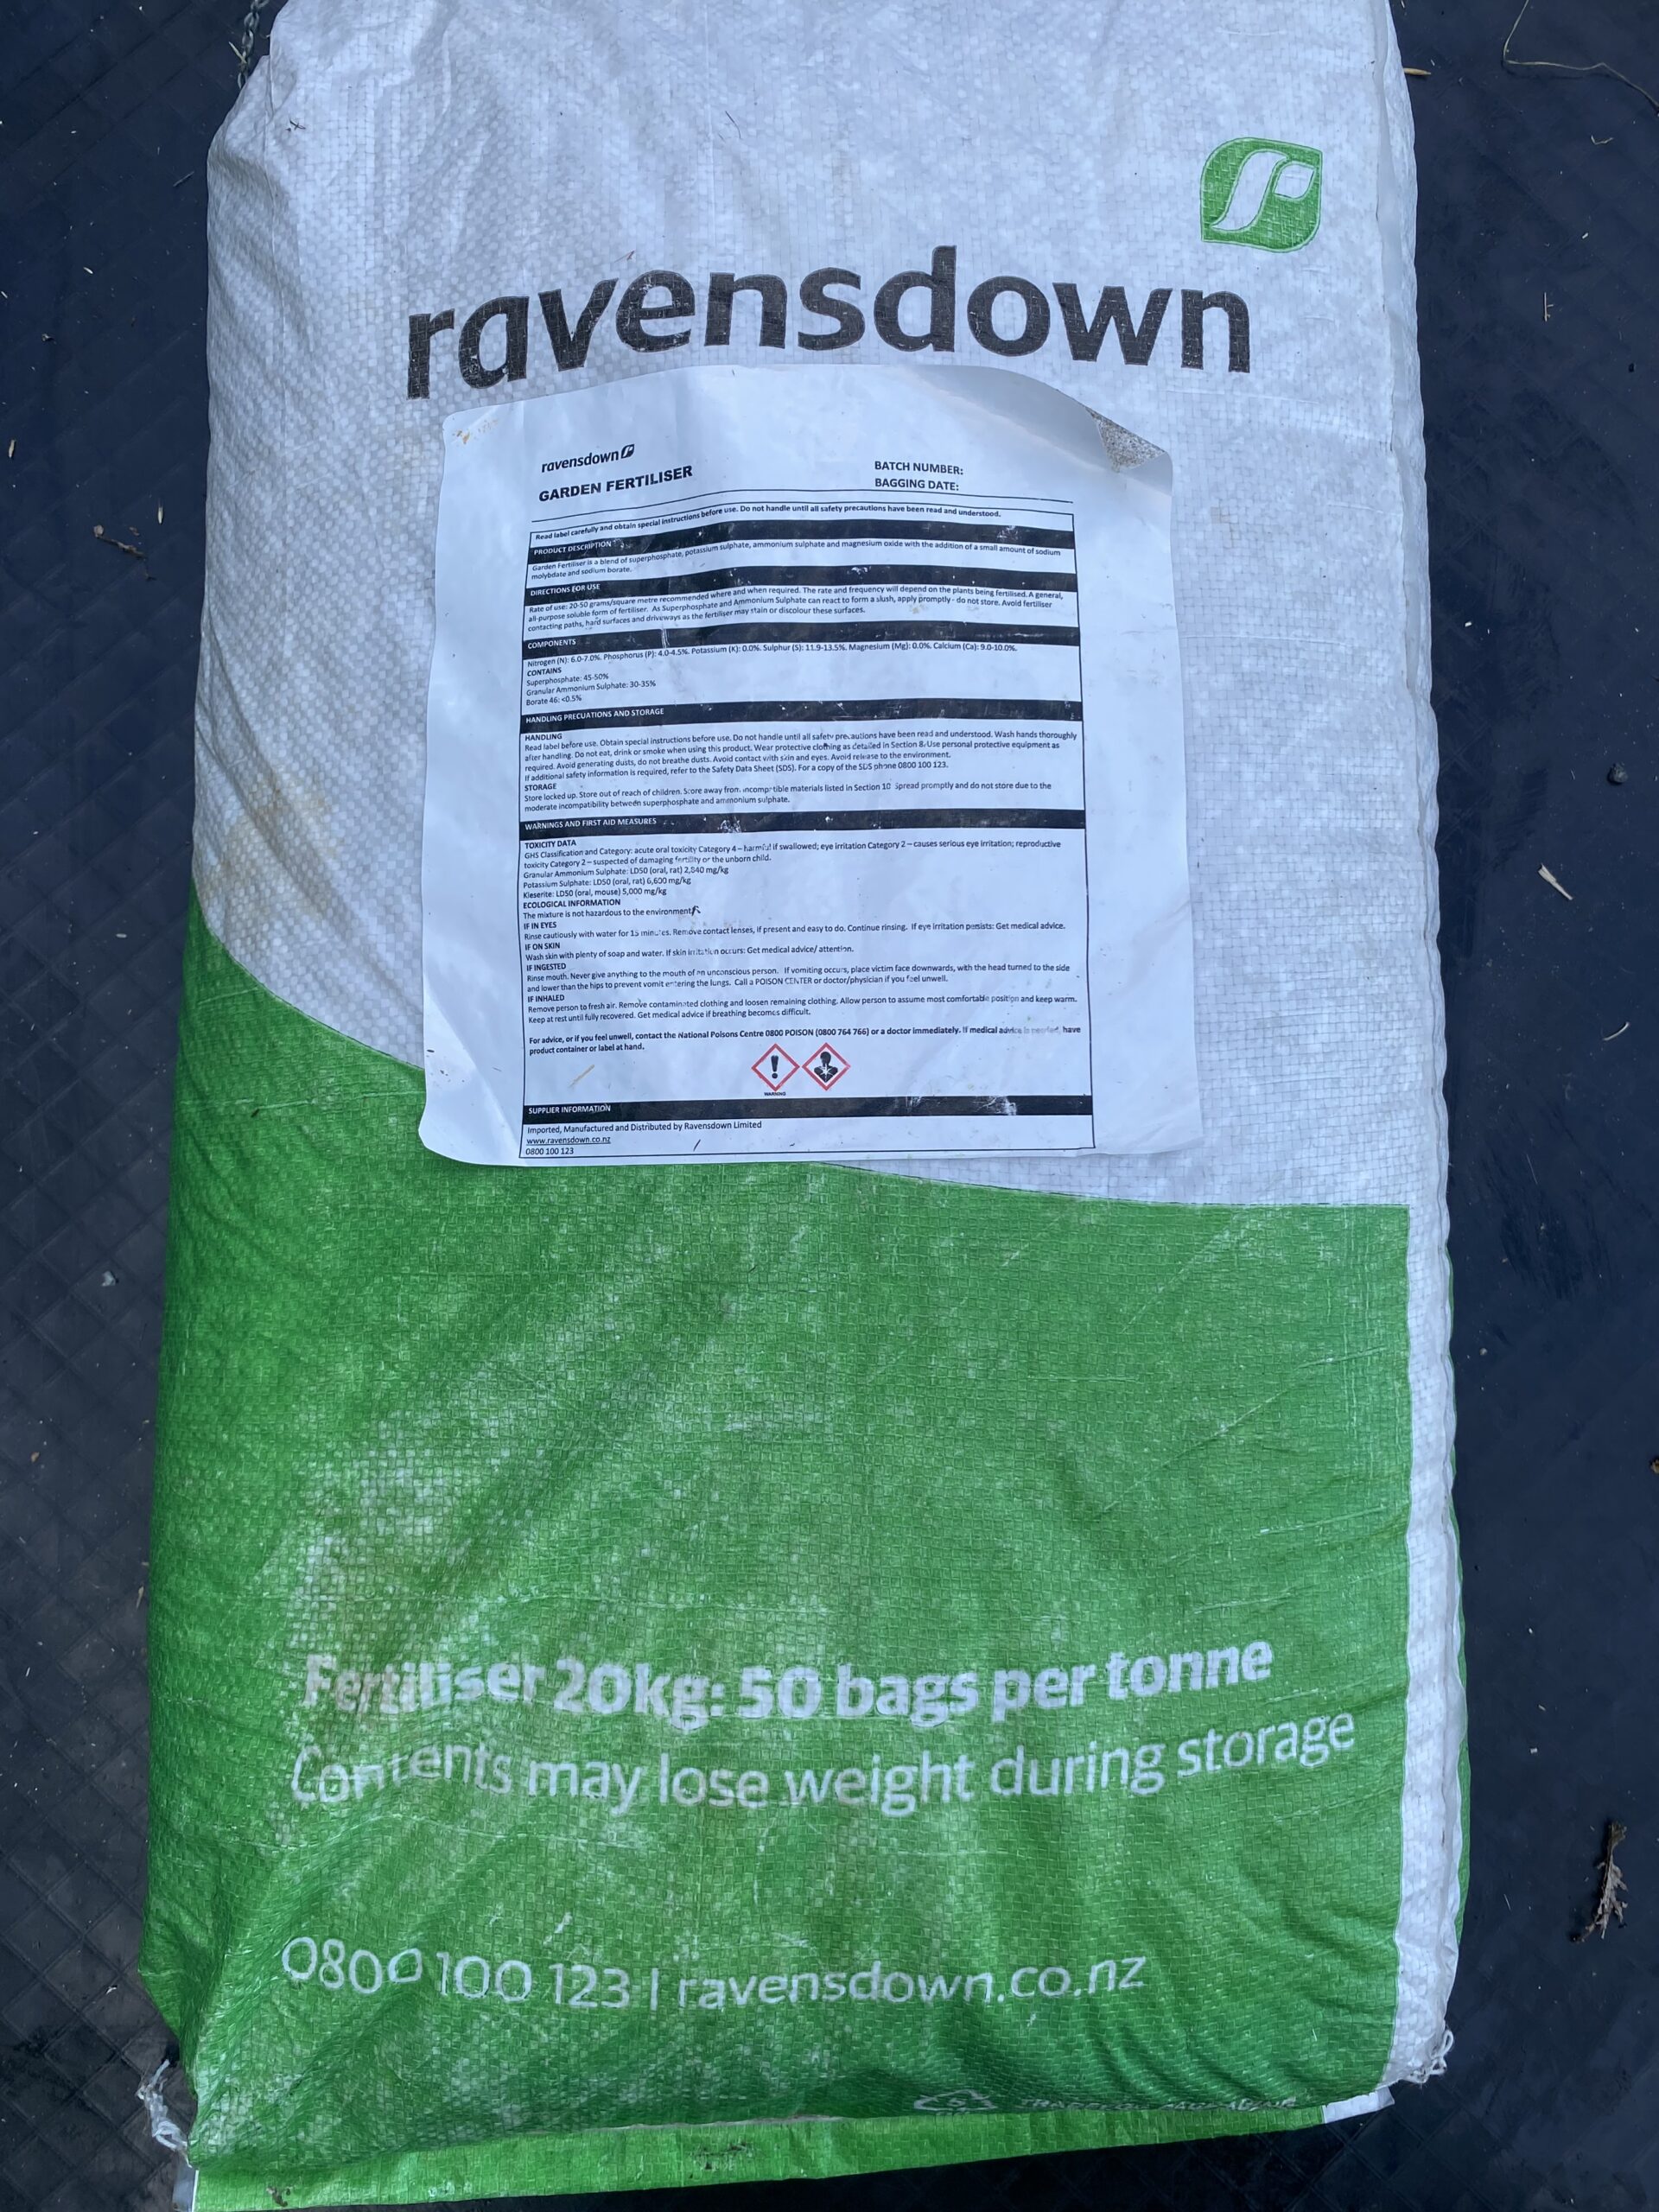 ravensdown
ravensdown
GARDEN FERTILISER
BATCH NUMBER:
BAGGING DATE:
Read label carefully and obtain special instructions before use. Do not handle until all safety precautions have been read and understood.
PRODUCT DESCRIPTION
Garden Fertiliser is a blend of superphosphate, potassium sulphate, ammonium sulphate and magnesium oxide with the addition of a small amount of sodium
molybdate and sodium borate.
DIRECTIONS FOR USE
Rate of use: 20-50 grams/square metre recommended where and when required. The rate and frequency will depend on the plants being fertilised. A general,
all-purpose soluble form of fertiliser. As Superphosphate and Ammonium Sulphate can react to form a slush, apply promptly - do not store. Avoid fertiliser
contacting paths, hard surfaces and driveways as the fertiliser may stain or discolour these surfaces.
COMPONENTS
Nitrogen (N): 6.0-7.0%. Phosphorus (P): 4.0-4.5%. Potassium (K): 0.0%. Sulphur (S): 11.9-13.5%. Magnesium (Mg): 0.0%. Calcium (Ca): 9.0-10.0%.
CONTAINS
Superphosphate: 45-50%
Granular Ammonium Sulphate: 30-35%
Borate 46: <0.5%
HANDLING PRECUATIONS AND STORAGE
HANDLING
Read label before use. Obtain special instructions before use. Do not handle until all safety precautions have been read and understood. Wash hands thoroughly
after handling. Do not eat, drink or smoke when using this product. Wear protective clothing as detailed in Section 8. Use personal protective equipment as
required. Avoid generating dusts, do not breathe dusts. Avoid contact with skin and eyes. Avoid release to the environment.
If additional safety information is required, refer to the Safety Data Sheet (SDS). For a copy of the SDS phone 0800 100 123.
STORAGE
Store locked up. Store out of reach of children. Store away from incompatible materials listed in Section 10 Spread promptly and do not store due to the
moderate incompatibility between superphosphate and ammonium sulphate.
WARNINGS AND FIRST AID MEASURES
TOXICITY DATA
GHS Classification and Category: acute oral toxicity Category 4 – harmful if swallowed; eye irritation Category 2 – causes serious eye irritation; reproductive
toxicity Category 2 – suspected of damaging fertility or the unborn child.
Granular Ammonium Sulphate: LD50 (oral, rat) 2,840 mg/kg
Potassium Sulphate: LD50 (oral, rat) 6,600 mg/kg
Kieserite: LD50 (oral, mouse) 5,000 mg/kg
ECOLOGICAL INFORMATION
The mixture is not hazardous to the environment
IF IN EYES
Rinse cautiously with water for 15 minutes. Remove contact lenses, if present and easy to do. Continue rinsing. If eye irritation persists: Get medical advice.
IF ON SKIN
Wash skin with plenty of soap and water. If skin irritation occurs: Get medical advice/ attention.
IF INGESTED
Rinse mouth. Never give anything to the mouth of an unconscious person. If vomiting occurs, place victim face downwards, with the head turned to the side
and lower than the hips to prevent vomit entering the lungs. Call a POISON CENTER or doctor/physician if you feel unwell.
IF INHALED
Remove person to fresh air. Remove contaminated clothing and loosen remaining clothing. Allow person to assume most comfortable position and keep warm.
Keep at rest until fully recovered. Get medical advice if breathing becomes difficult.
For advice, or if you feel unwell, contact the National Poisons Centre 0800 POISON (0800 764 766) or a doctor immediately. If medical advice is needed, have
product container or label at hand.
WARNING
SUPPLIER INFORMATION
Imported, Manufactured and Distributed by Ravensdown Limited
www.ravensdown.co.nz
0800 100 123
Fertiliser 20kg: 50 bags per tonne
Contents may lose weight during storage
0800 100 123 | ravensdown.co.nz
5